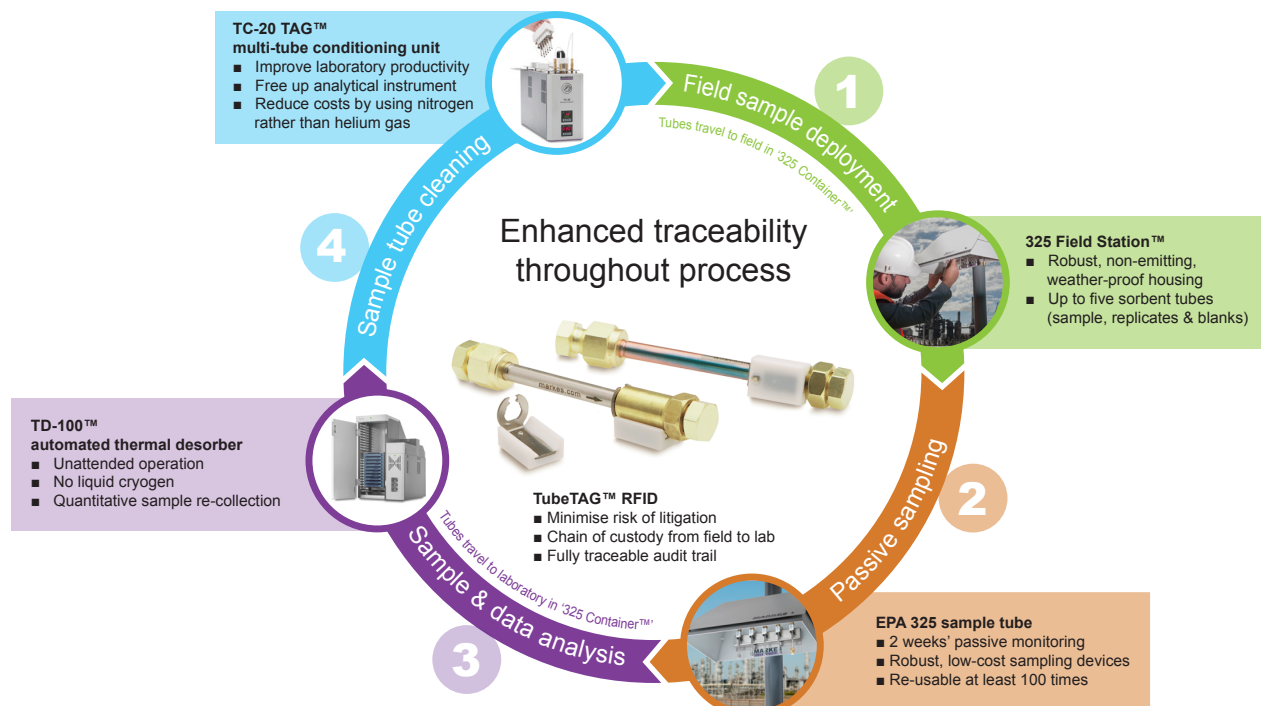 TC-20 TAG™
multi-tube conditioning unit
■ Improve laboratory productivity
■ Free up analytical instrument
■ Reduce costs by using nitrogen
rather than helium gas
1
Field sample deployment
Tubes travel to field in ‘325 Container™’
325 Field Station™
■ Robust, non-emitting,
weather-proof housing
■ Up to five sorbent tubes
(sample, replicates & blanks)
2
Passive sampling
EPA 325 sample tube
■ 2 weeks’ passive monitoring
■ Robust, low-cost sampling devices
■ Re-usable at least 100 times
3
Sample & data analysis
Tubes travel to laboratory in ‘325 Container™’
TD-100™
automated thermal desorber
■ Unattended operation
■ No liquid cryogen
■ Quantitative sample re-collection
4
Sample tube cleaning
Enhanced traceability
throughout process
markes.com
TubeTAG™ RFID
■ Minimise risk of litigation
■ Chain of custody from field to lab
■ Fully traceable audit trail